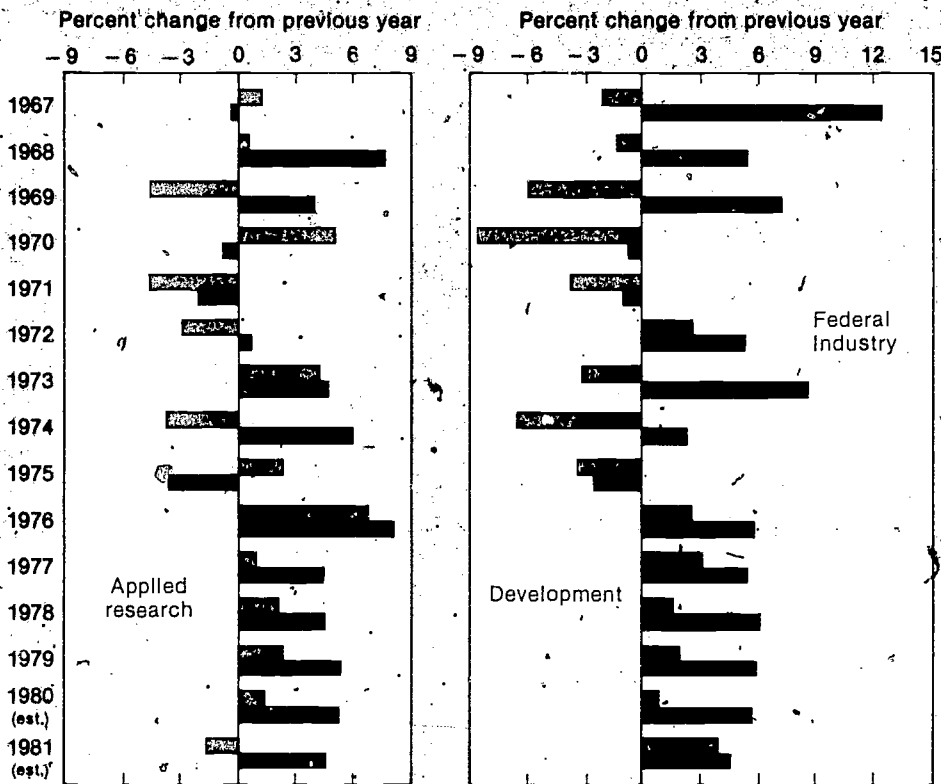 Percent change from previous year
Percent change from previous year
−9 −6 −3 0 3 6 9
−9 −6 −3 0 3 6 9 12 15
1967
1968
1969
1970
1971
1972
1973
1974
1975
1976
1977
1978
1979
1980
(est.)
1981
(est.)
Applied
research
Federal
Industry
Development